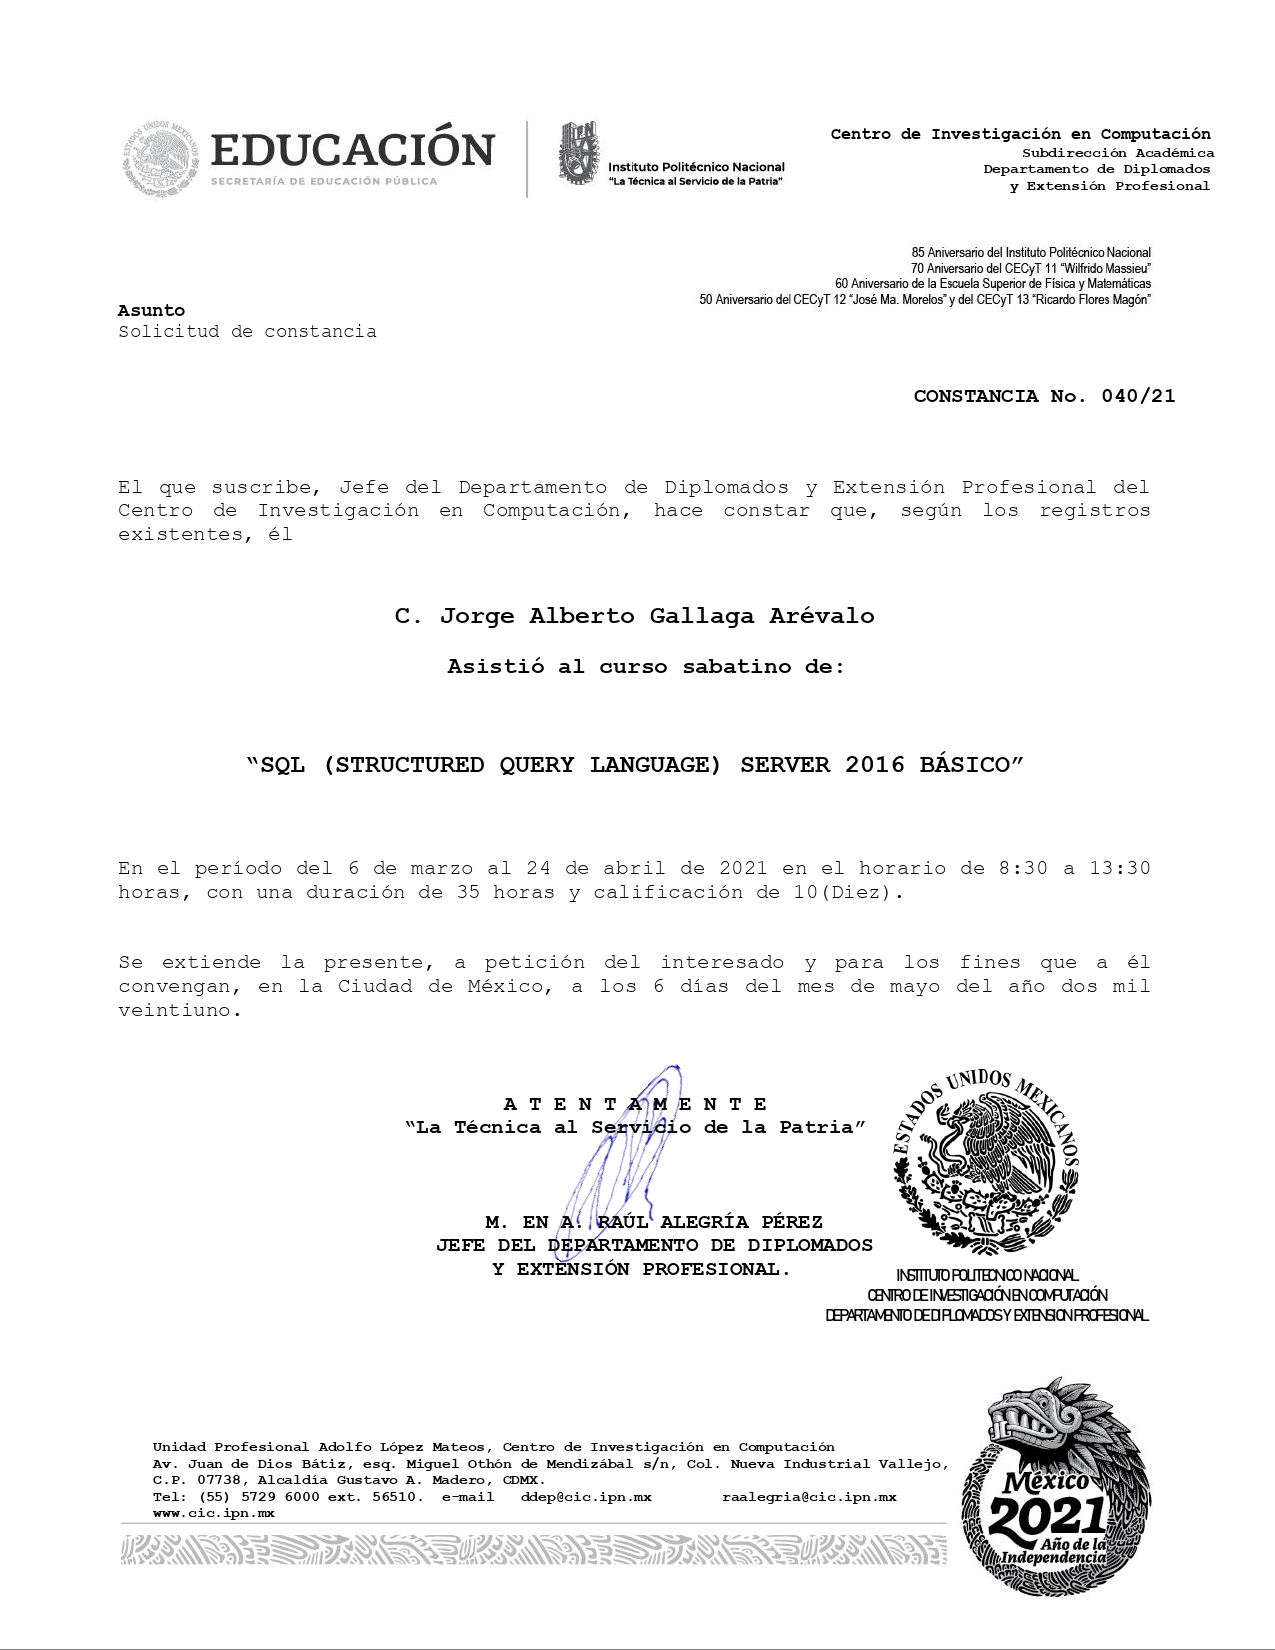 EDUCACIÓN
SECRETARÍA DE EDUCACIÓN PÚBLICA
ESTADOS UNIDOS MEXICANOS
IPN
Instituto Politécnico Nacional
"La Técnica al Servicio de la Patria"
Centro de Investigación en Computación
Subdirección Académica
Departamento de Diplomados
y Extensión Profesional
85 Aniversario del Instituto Politécnico Nacional
70 Aniversario del CECyT 11 “Wilfrido Massieu”
60 Aniversario de la Escuela Superior de Física y Matemáticas
50 Aniversario del CECyT 12 “José Ma. Morelos” y del CECyT 13 “Ricardo Flores Magón”
Asunto
Solicitud de constancia
CONSTANCIA No. 040/21
El que suscribe, Jefe del Departamento de Diplomados y Extensión Profesional del
Centro de Investigación en Computación, hace constar que, según los registros
existentes, él
C. Jorge Alberto Gallaga Arévalo
Asistió al curso sabatino de:
“SQL (STRUCTURED QUERY LANGUAGE) SERVER 2016 BÁSICO”
En el período del 6 de marzo al 24 de abril de 2021 en el horario de 8:30 a 13:30
horas, con una duración de 35 horas y calificación de 10(Diez).
Se extiende la presente, a petición del interesado y para los fines que a él
convengan, en la Ciudad de México, a los 6 días del mes de mayo del año dos mil
veintiuno.
A T E N T A M E N T E
“La Técnica al Servicio de la Patria”
M. EN A. RAÚL ALEGRÍA PÉREZ
JEFE DEL DEPARTAMENTO DE DIPLOMADOS
Y EXTENSIÓN PROFESIONAL.
ESTADOS UNIDOS MEXICANOS
INSTITUTO POLITECNICO NACIONAL
CENTRO DE INVESTIGACIÓN EN COMPUTACIÓN
DEPARTAMENTO DE DIPLOMADOS Y EXTENSION PROFESIONAL
Unidad Profesional Adolfo López Mateos, Centro de Investigación en Computación
Av. Juan de Dios Bátiz, esq. Miguel Othón de Mendizábal s/n, Col. Nueva Industrial Vallejo,
C.P. 07738, Alcaldía Gustavo A. Madero, CDMX.
Tel: (55) 5729 6000 ext. 56510. e-mail ddep@cic.ipn.mx raalegria@cic.ipn.mx
www.cic.ipn.mx
México
2021
Año de la
Independencia